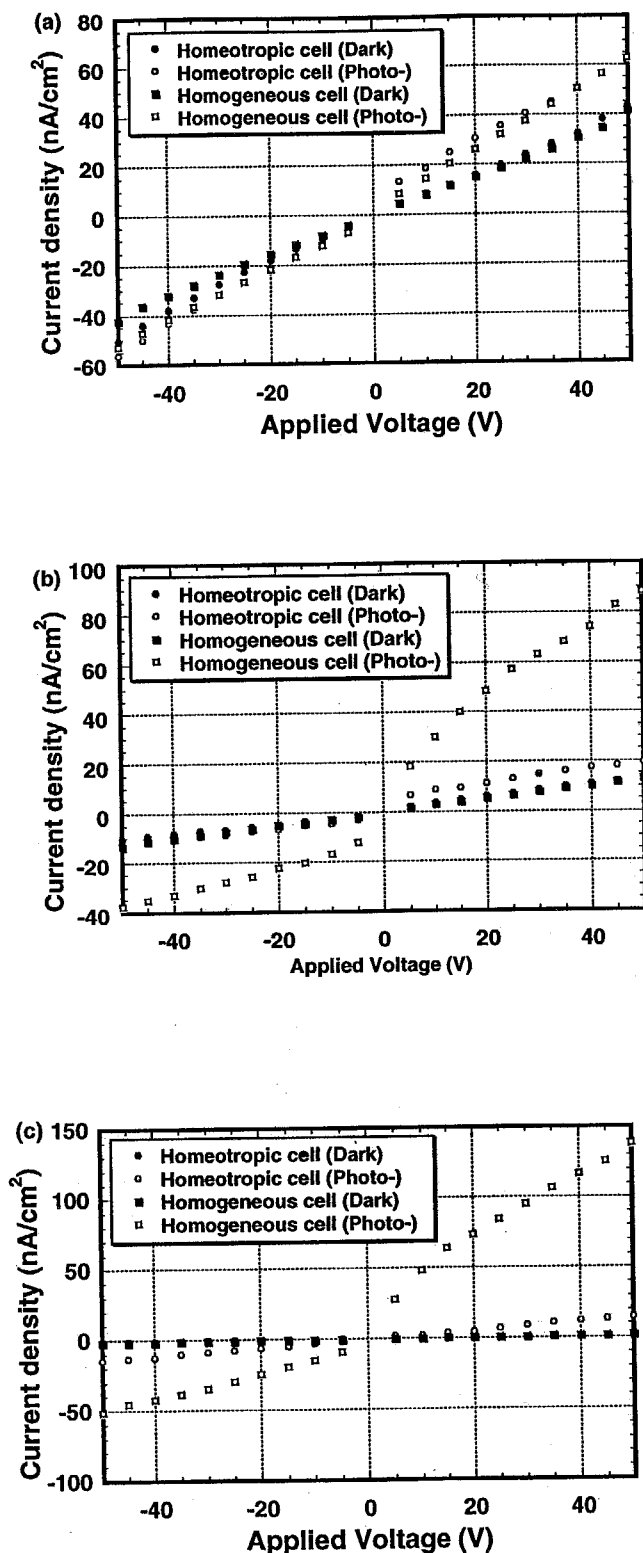 (a)
80
60
40
20
0
-20
-40
-60
Current density (nA/cm²)
Homeotropic cell (Dark)
Homeotropic cell (Photo-)
Homogeneous cell (Dark)
Homogeneous cell (Photo-)
-40
-20
0
20
40
Applied Voltage (V)
(b)
100
80
60
40
20
0
-20
-40
Current density (nA/cm²)
Homeotropic cell (Dark)
Homeotropic cell (Photo-)
Homogeneous cell (Dark)
Homogeneous cell (Photo-)
-40
-20
0
20
40
Applied Voltage (V)
(c)
150
100
50
0
-50
-100
Current density (nA/cm²)
Homeotropic cell (Dark)
Homeotropic cell (Photo-)
Homogeneous cell (Dark)
Homogeneous cell (Photo-)
-40
-20
0
20
40
Applied Voltage (V)